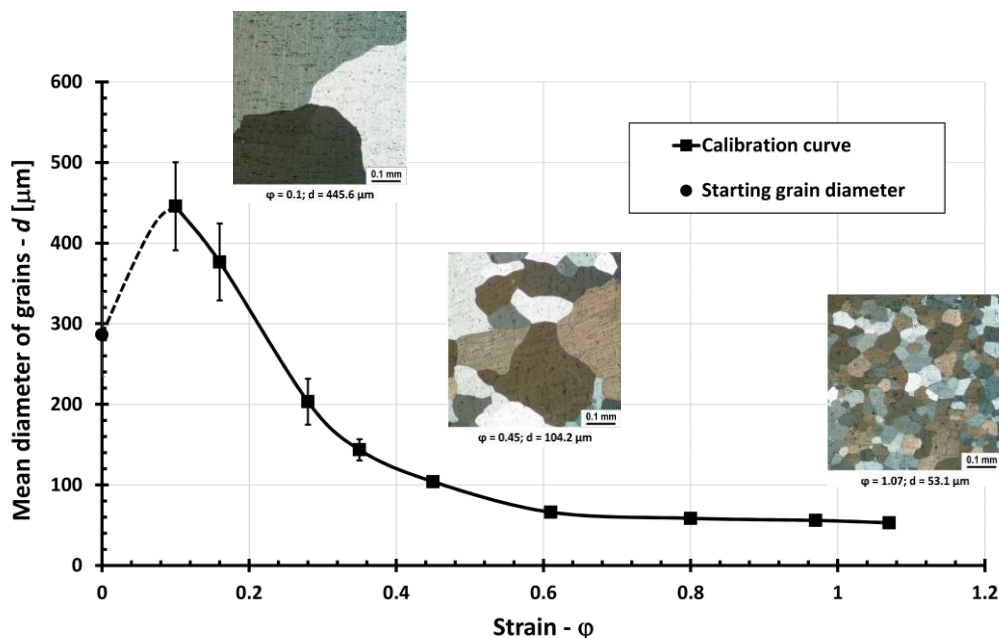 600
500
400
300
200
100
0
0
0.2
0.4
0.6
0.8
1
1.2
Mean diameter of grains - d [µm]
Strain - φ
Calibration curve
Starting grain diameter
0.1 mm
φ = 0.1; d = 445.6 µm
0.1 mm
φ = 0.45; d = 104.2 µm
0.1 mm
φ = 1.07; d = 53.1 µm